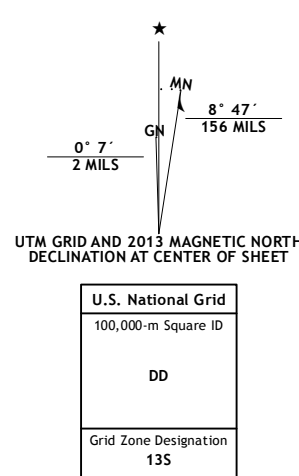 ★
MN
GN
8° 47´
156 MILS
0° 7´
2 MILS
UTM GRID AND 2013 MAGNETIC NORTH
DECLINATION AT CENTER OF SHEET
U.S. National Grid
100,000-m Square ID
DD
Grid Zone Designation
13S